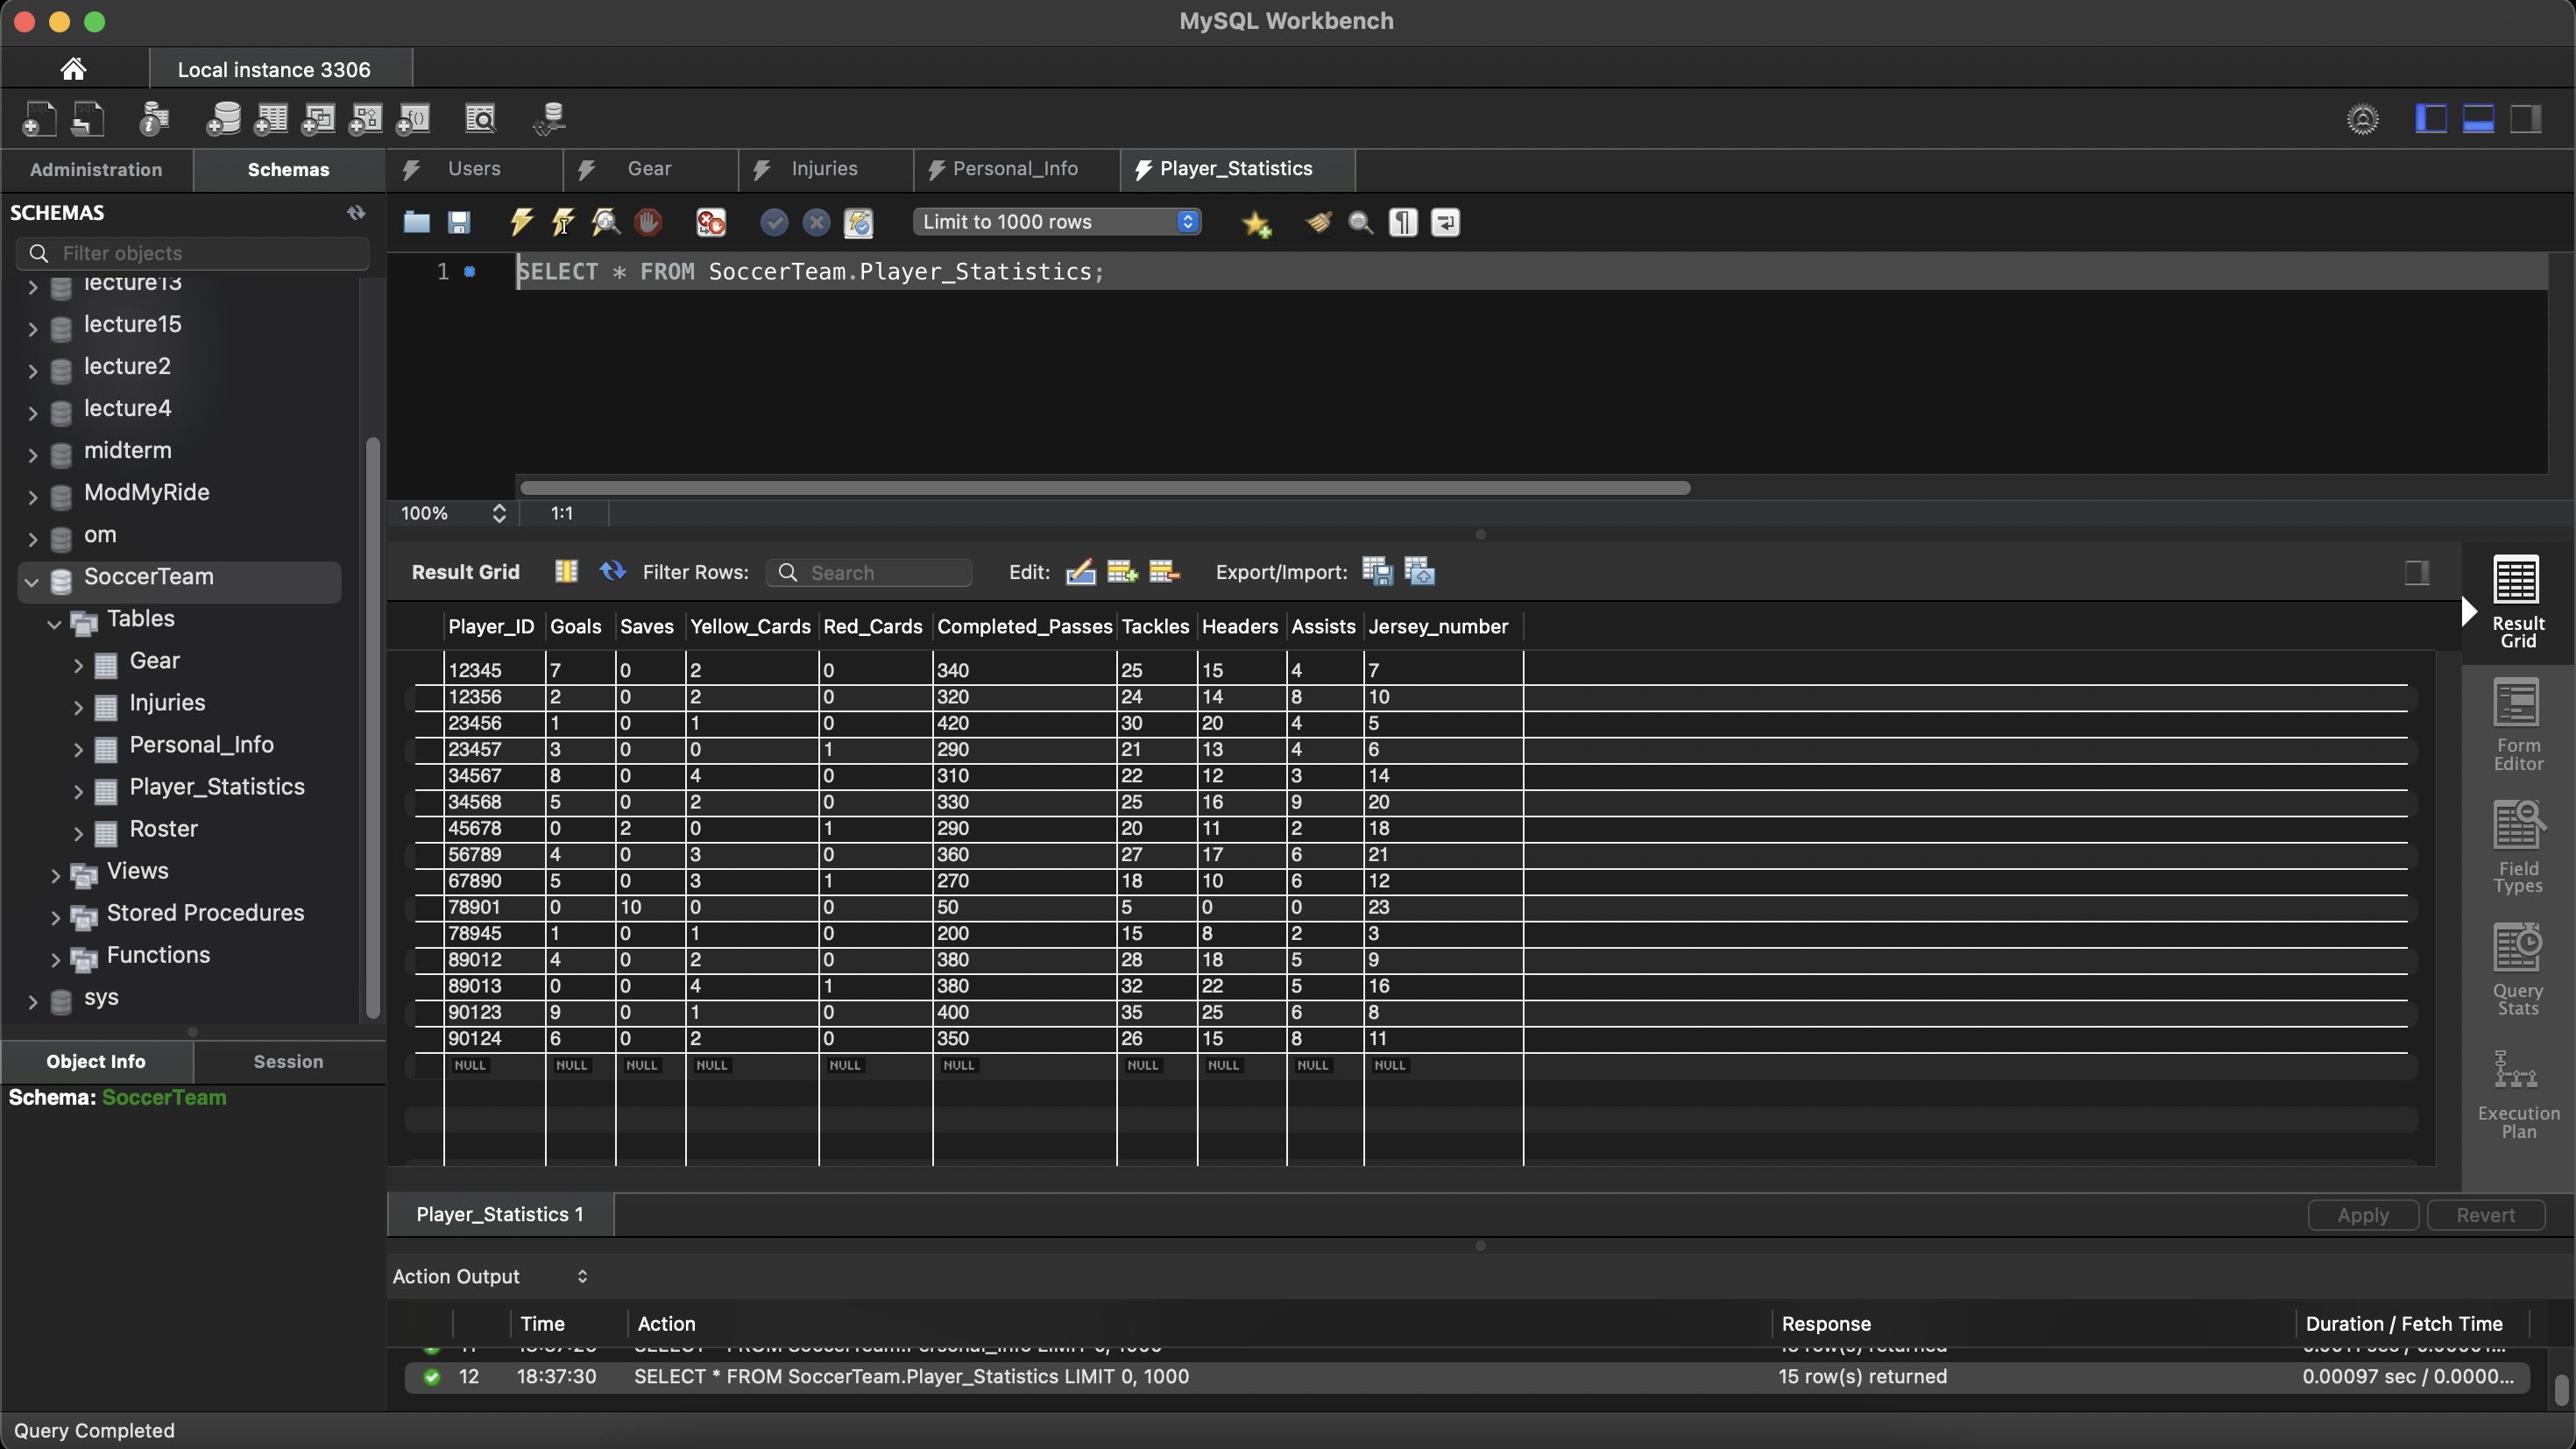 MySQL Workbench
Local instance 3306
Administration Schemas
Users Gear Injuries Personal_Info Player_Statistics
SCHEMAS
Filter objects
Limit to 1000 rows
1 SELECT * FROM SoccerTeam.Player_Statistics;
lecture13
lecture15
lecture2
lecture4
midterm
ModMyRide
om
SoccerTeam
Tables
Gear
Injuries
Personal_Info
Player_Statistics
Roster
Views
Stored Procedures
Functions
sys
Object Info Session
Schema: SoccerTeam
100% 1:1
Result Grid Filter Rows: Search Edit: Export/Import:
Player_ID Goals Saves Yellow_Cards Red_Cards Completed_Passes Tackles Headers Assists Jersey_number
12345 7 0 2 0 340 25 15 4 7
12356 2 0 2 0 320 24 14 8 10
23456 1 0 1 0 420 30 20 4 5
23457 3 0 0 1 290 21 13 4 6
34567 8 0 4 0 310 22 12 3 14
34568 5 0 2 0 330 25 16 9 20
45678 0 2 0 1 290 20 11 2 18
56789 4 0 3 0 360 27 17 6 21
67890 5 0 3 1 270 18 10 6 12
78901 0 10 0 0 50 5 0 0 23
78945 1 0 1 0 200 15 8 2 3
89012 4 0 2 0 380 28 18 5 9
89013 0 0 4 1 380 32 22 5 16
90123 9 0 1 0 400 35 25 6 8
90124 6 0 2 0 350 26 15 8 11
NULL NULL NULL NULL NULL NULL NULL NULL NULL NULL
Result
Grid
Form
Editor
Field
Types
Query
Stats
Execution
Plan
Player_Statistics 1 Apply Revert
Action Output
Time Action Response Duration / Fetch Time
12 18:37:30 SELECT * FROM SoccerTeam.Player_Statistics LIMIT 0, 1000 15 row(s) returned 0.00097 sec / 0.0000...
Query Completed